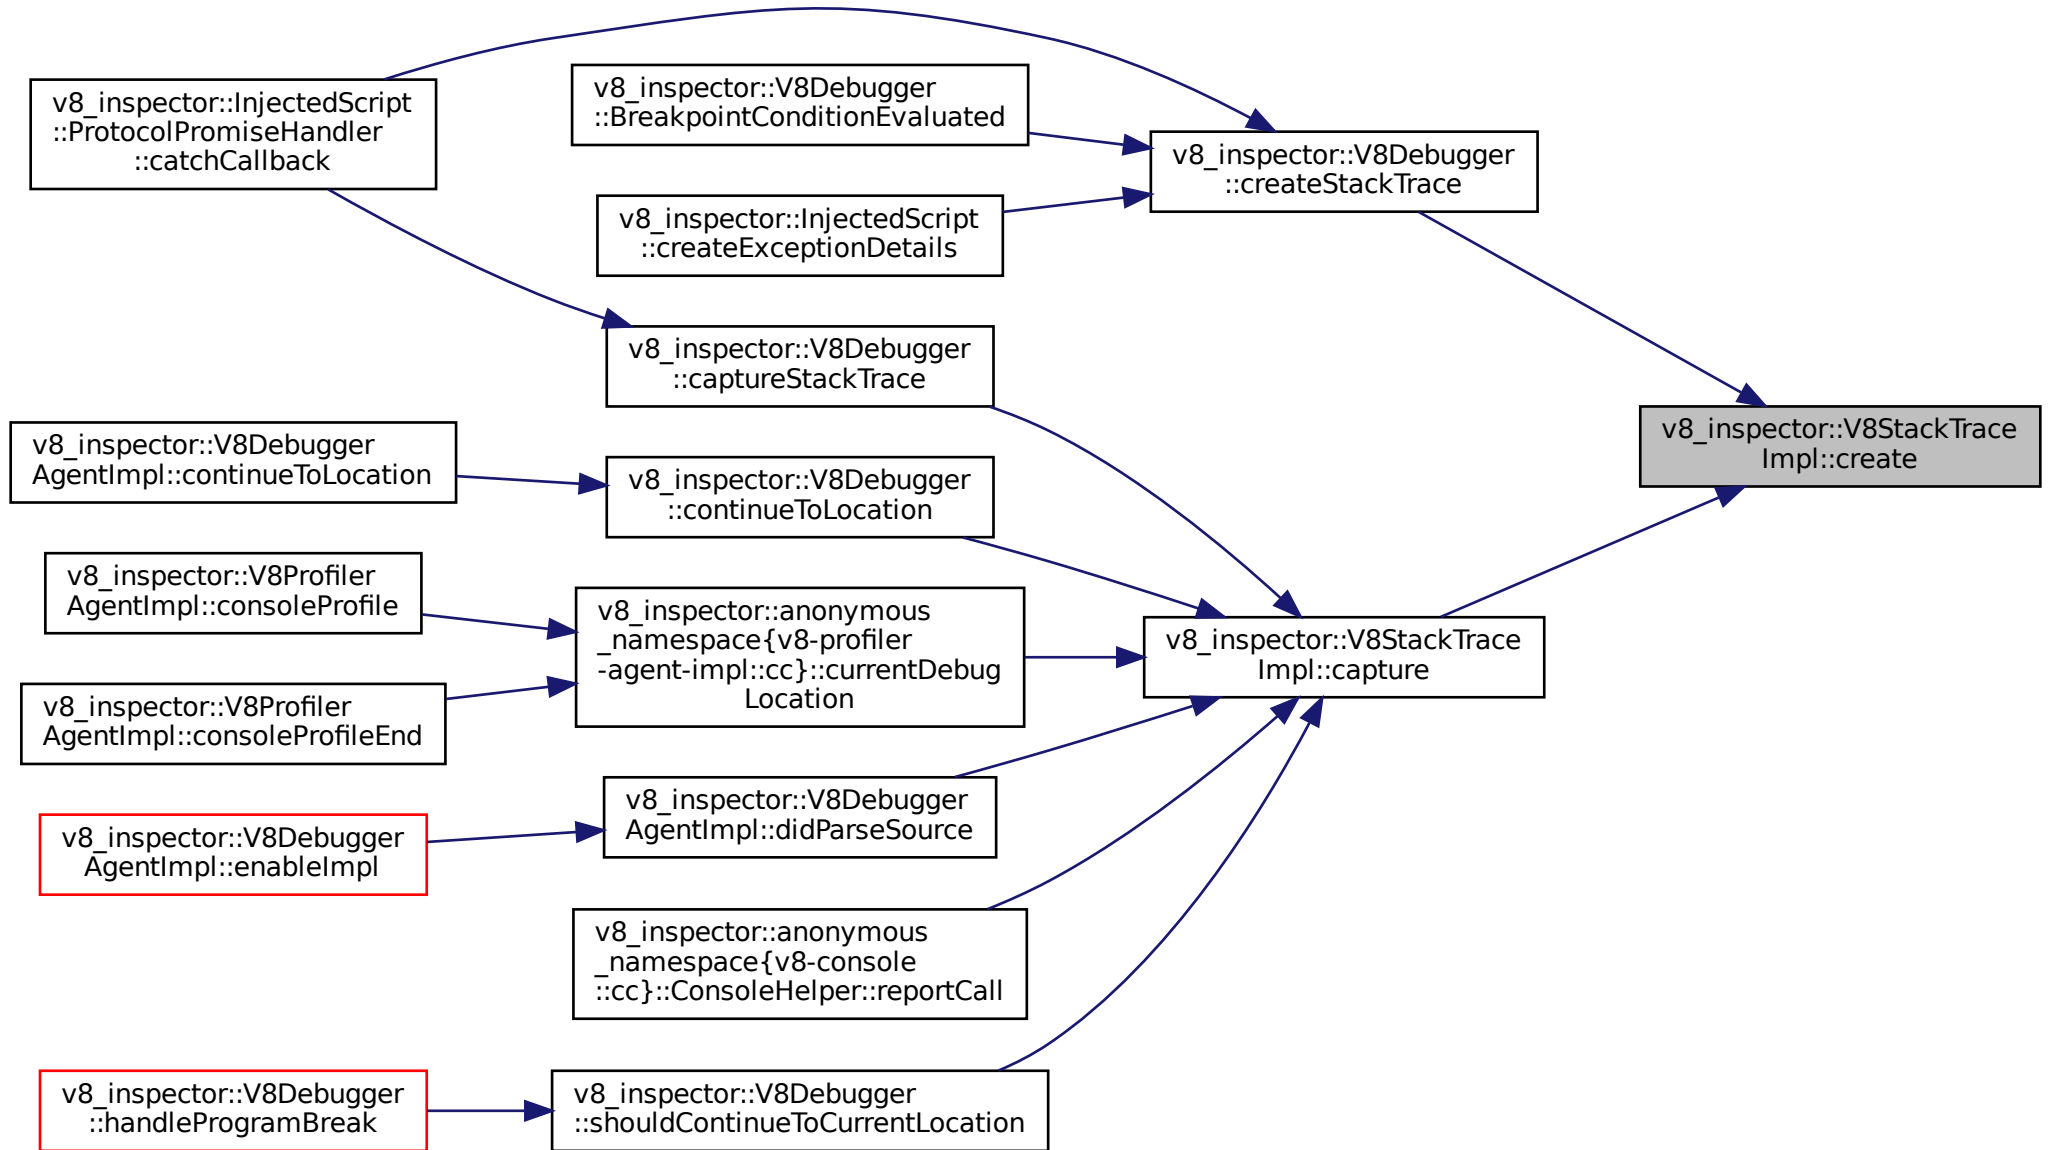 v8_inspector::InjectedScript
::ProtocolPromiseHandler
::catchCallback
v8_inspector::V8Debugger
::BreakpointConditionEvaluated
v8_inspector::V8Debugger
::createStackTrace
v8_inspector::InjectedScript
::createExceptionDetails
v8_inspector::V8Debugger
::captureStackTrace
v8_inspector::V8StackTrace
Impl::create
v8_inspector::V8Debugger
AgentImpl::continueToLocation
v8_inspector::V8Debugger
::continueToLocation
v8_inspector::V8Profiler
AgentImpl::consoleProfile
v8_inspector::anonymous
_namespace{v8-profiler
-agent-impl::cc}::currentDebug
Location
v8_inspector::V8StackTrace
Impl::capture
v8_inspector::V8Profiler
AgentImpl::consoleProfileEnd
v8_inspector::V8Debugger
AgentImpl::didParseSource
v8_inspector::V8Debugger
AgentImpl::enableImpl
v8_inspector::anonymous
_namespace{v8-console
::cc}::ConsoleHelper::reportCall
v8_inspector::V8Debugger
::handleProgramBreak
v8_inspector::V8Debugger
::shouldContinueToCurrentLocation